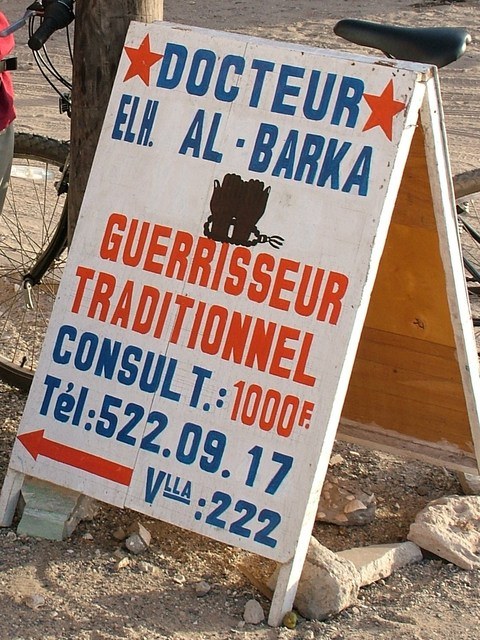 DOCTEUR
ELH. AL-BARKA
GUERRISSEUR
TRADITIONNEL
CONSULT.: 1000F.
Tél:522.09.17
VLLA:222